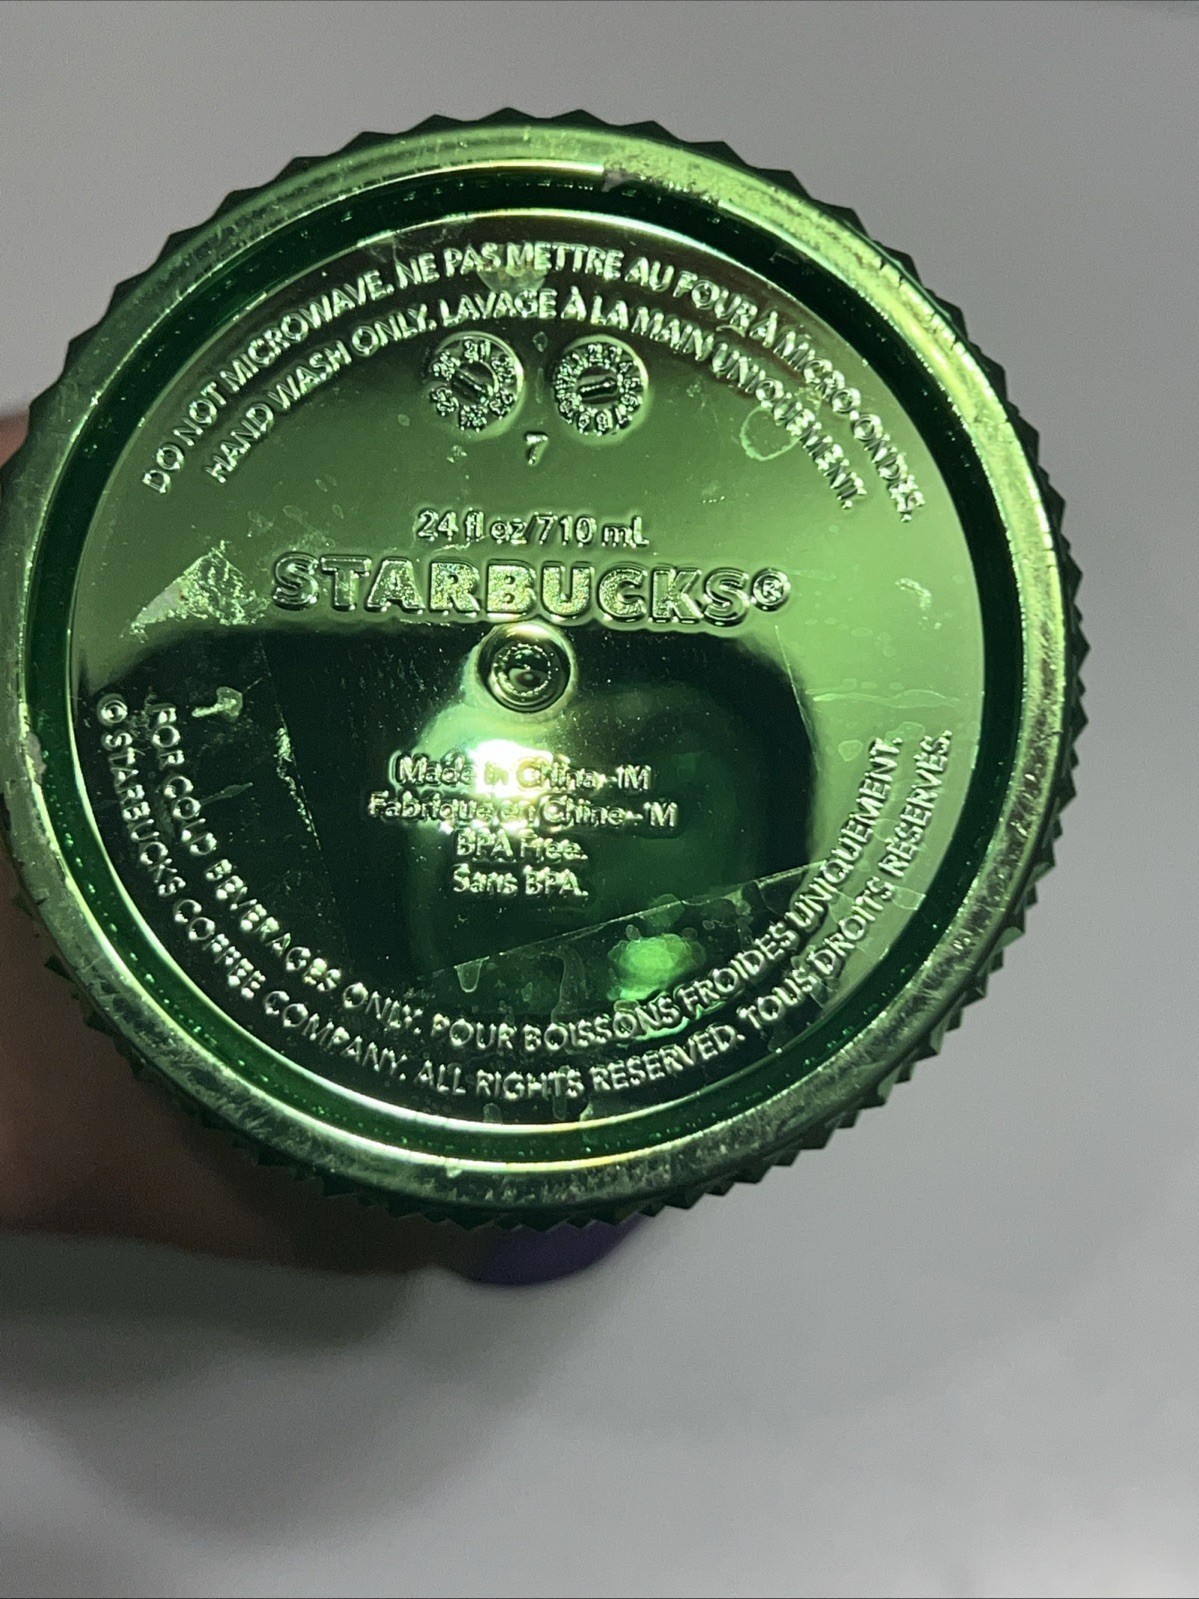 DO NOT MICROWAVE. NE PAS METTRE AU FOUR À MICRO-ONDES.
HAND WASH ONLY. LAVAGE À LA MAIN UNIQUEMENT.
7
24 fl oz/710 mL
STARBUCKS®
Made in China-1M
Fabriqué en Chine-1M
BPA Free.
Sans BPA.
FOR COLD BEVERAGES ONLY. POUR BOISSONS FROIDES UNIQUEMENT.
© STARBUCKS COFFEE COMPANY. ALL RIGHTS RESERVED. TOUS DROITS RÉSERVÉS.